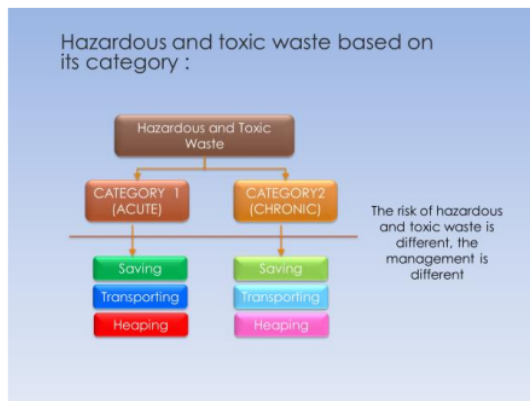 Hazardous and toxic waste based on
its category :
Hazardous and Toxic
Waste
CATEGORY 1
(ACUTE)
CATEGORY2
(CHRONIC)
The risk of hazardous
and toxic waste is
different, the
management is
different
Saving
Saving
Transporting
Transporting
Heaping
Heaping